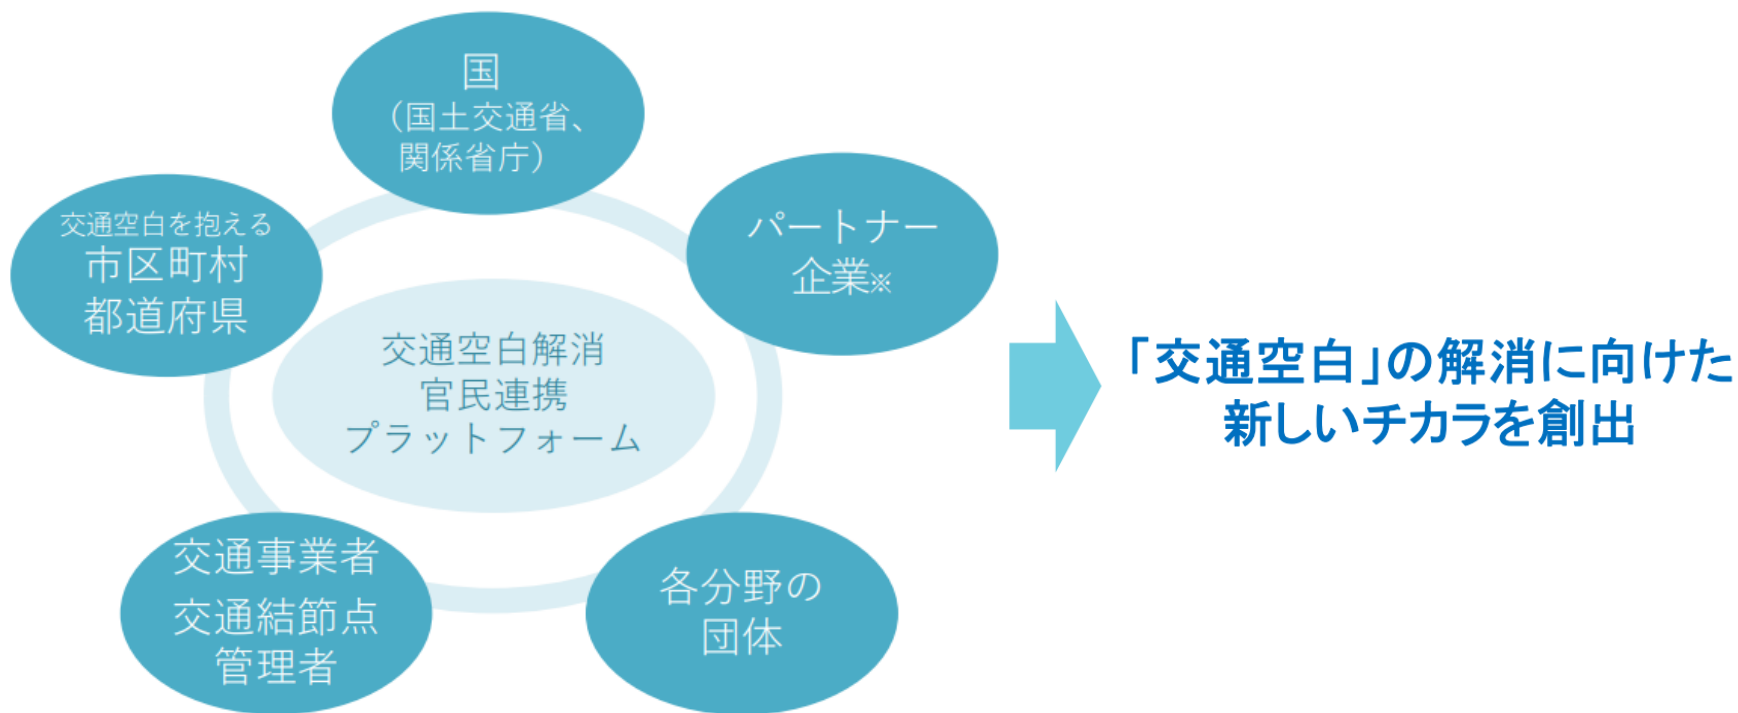 国
（国土交通省、
関係省庁）
交通空白を抱える
市区町村
都道府県
パートナー
企業※
交通空白解消
官民連携
プラットフォーム
交通事業者
交通結節点
管理者
各分野の
団体
「交通空白」の解消に向けた
新しいチカラを創出